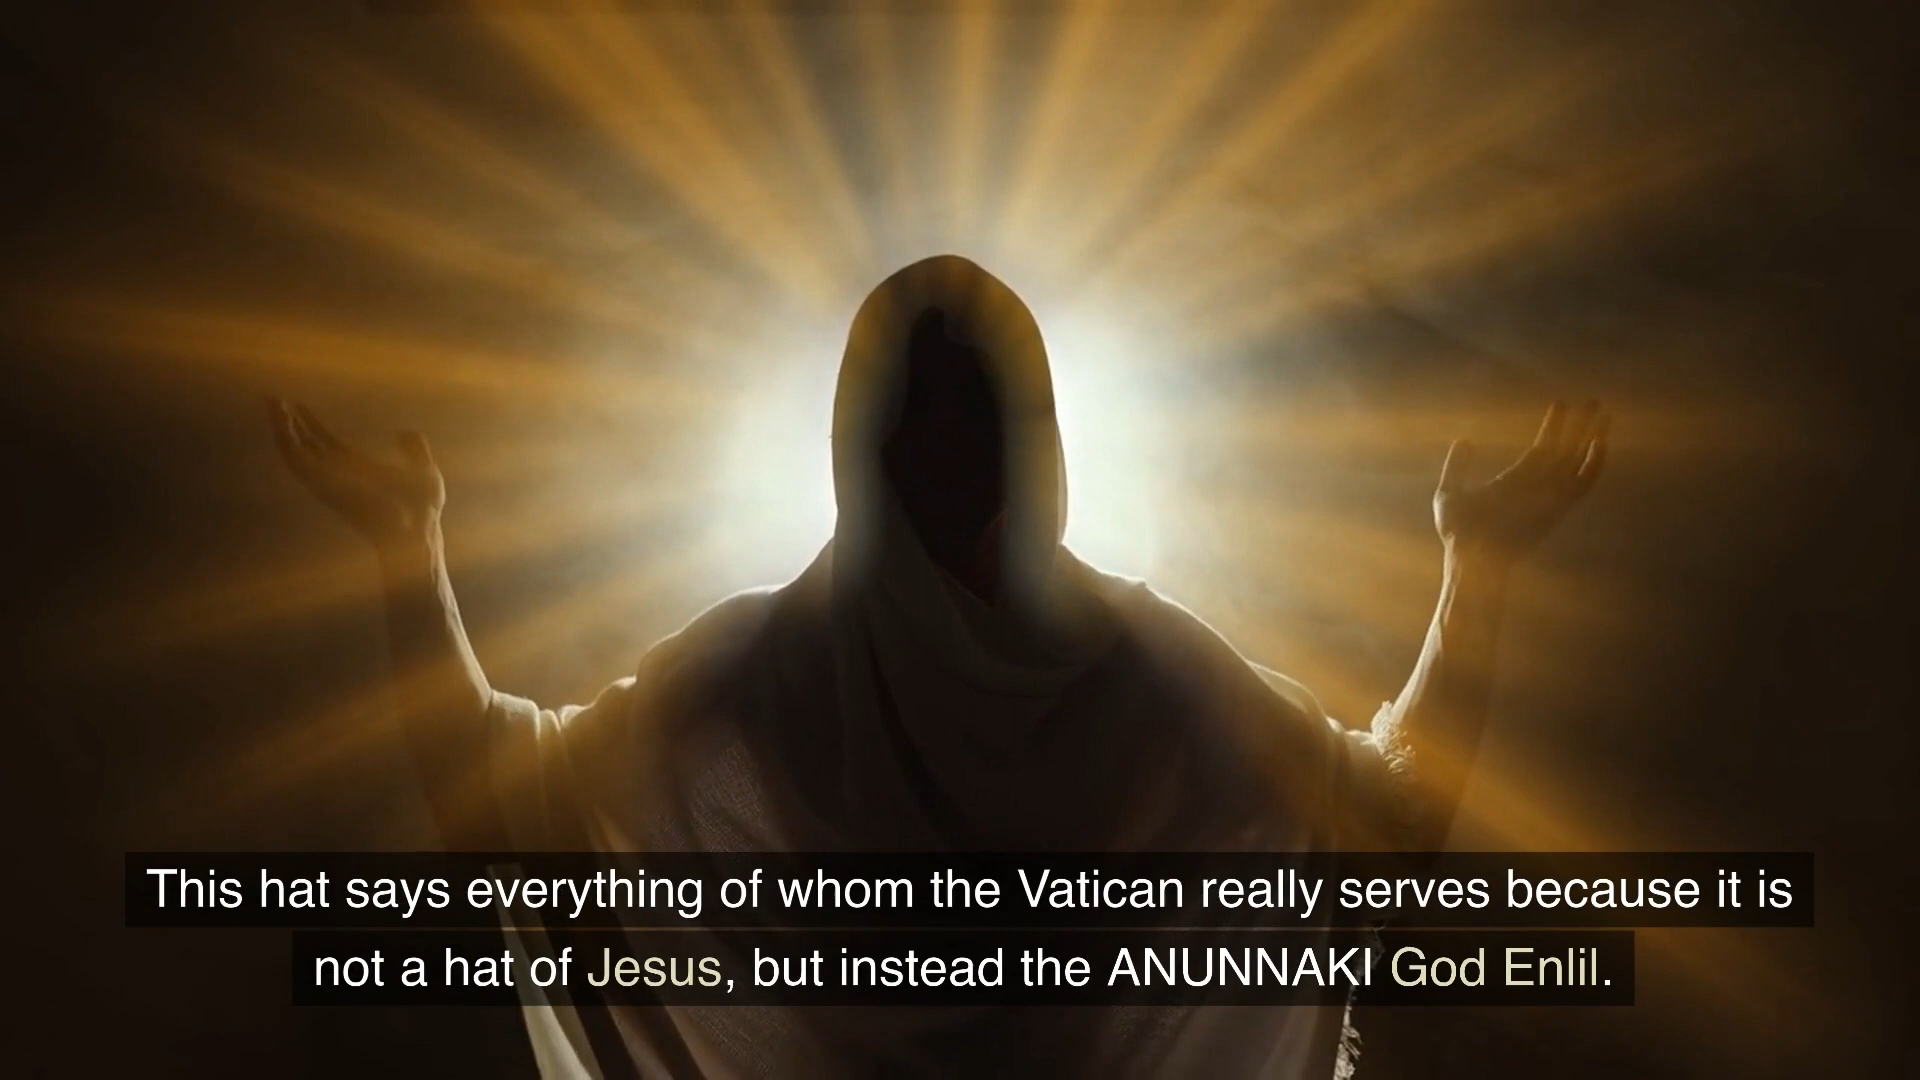 This hat says everything of whom the Vatican really serves because it is
not a hat of Jesus, but instead the ANUNNAKI God Enlil.